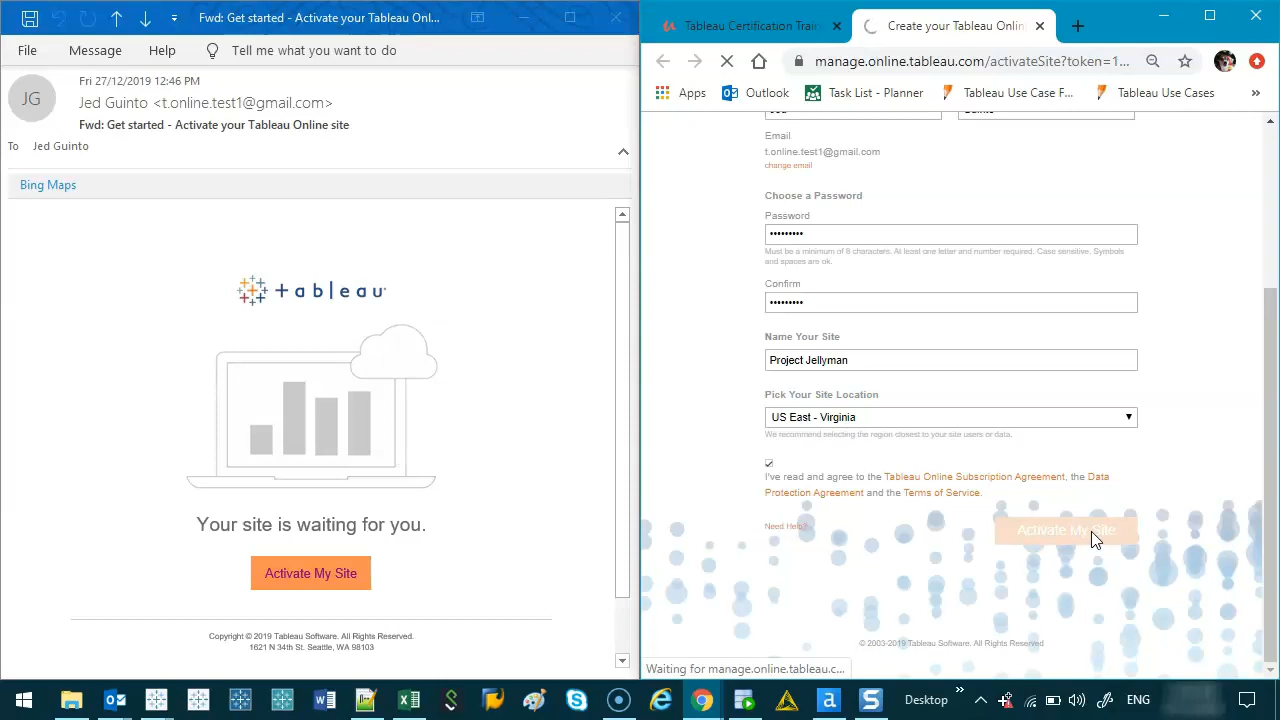 Fwd: Get started - Activate your Tableau Onl...
File Message Help Tell me what you want to do
Fri 27/12/2019 12:46 PM
JG
Jed Guinto <t.online.test1@gmail.com>
Fwd: Get started - Activate your Tableau Online site
To Jed Guinto
Bing Maps
+ableau
Your site is waiting for you.
Activate My Site
Copyright © 2019 Tableau Software. All Rights Reserved.
1621 N 34th St. Seattle, WA 98103
Tableau Certification Train
Create your Tableau Onlin
manage.online.tableau.com/activateSite?token=1...
Apps Outlook Task List - Planner Tableau Use Case F... Tableau Use Cases »
Email
t.online.test1@gmail.com
change email
Choose a Password
Password
•••••••••
Must be a minimum of 8 characters. At least one letter and number required. Case sensitive. Symbols
and spaces are ok.
Confirm
•••••••••
Name Your Site
Project Jellyman
Pick Your Site Location
US East - Virginia
We recommend selecting the region closest to your site users or data.
I've read and agree to the Tableau Online Subscription Agreement, the Data
Protection Agreement and the Terms of Service.
Need Help?
Activate My Site
© 2003-2019 Tableau Software. All Rights Reserved
Waiting for manage.online.tableau.c...
Desktop » ENG